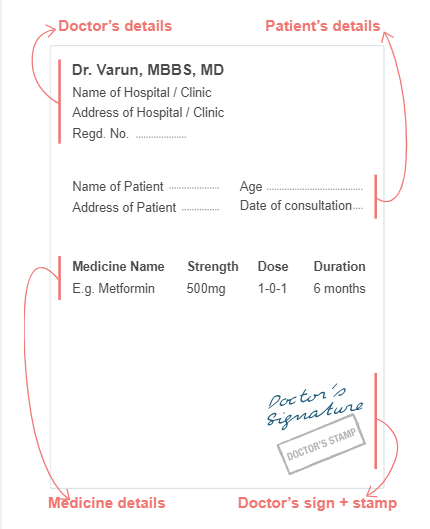 Doctor's details Patient's details
Dr. Varun, MBBS, MD
Name of Hospital / Clinic
Address of Hospital / Clinic
Regd. No. ......................
Name of Patient ...................... Age ..........................................
Address of Patient ................. Date of consultation....
Medicine Name Strength Dose Duration
E.g. Metformin 500mg 1-0-1 6 months
Doctor's
Signature
DOCTOR'S STAMP
Medicine details Doctor's sign + stamp